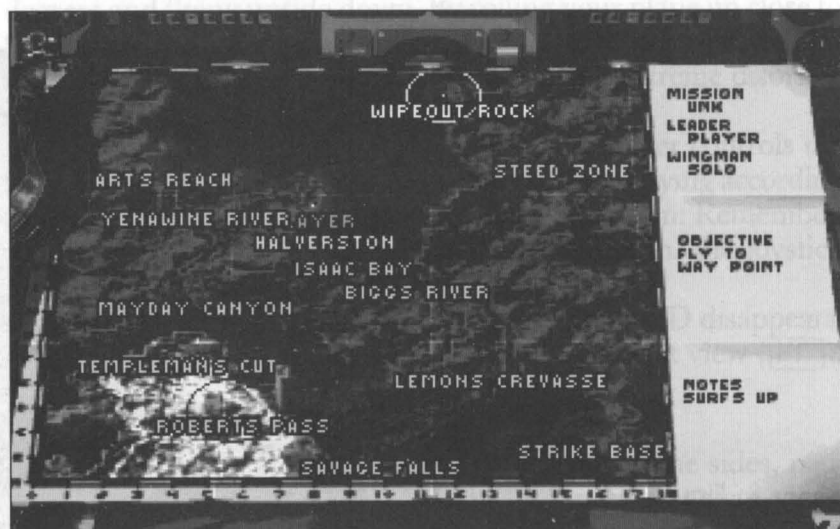 WIPEOUT ROCK
STEED ZONE
ARTS REACH
YENAWINE RIVER AYER
HALVERSTON
ISAAC BAY
BIGGS RIVER
MAYDAY CANYON
TEMPLEMANS CUT
LEMONS CREVASSE
ROBERTS PASS
STRIKE BASE
SAVAGE FALLS
MISSION
UNK
LEADER
PLAYER
WINGMAN
SOLO
OBJECTIVE
FLY TO
WAY POINT
NOTES
SURFS UP